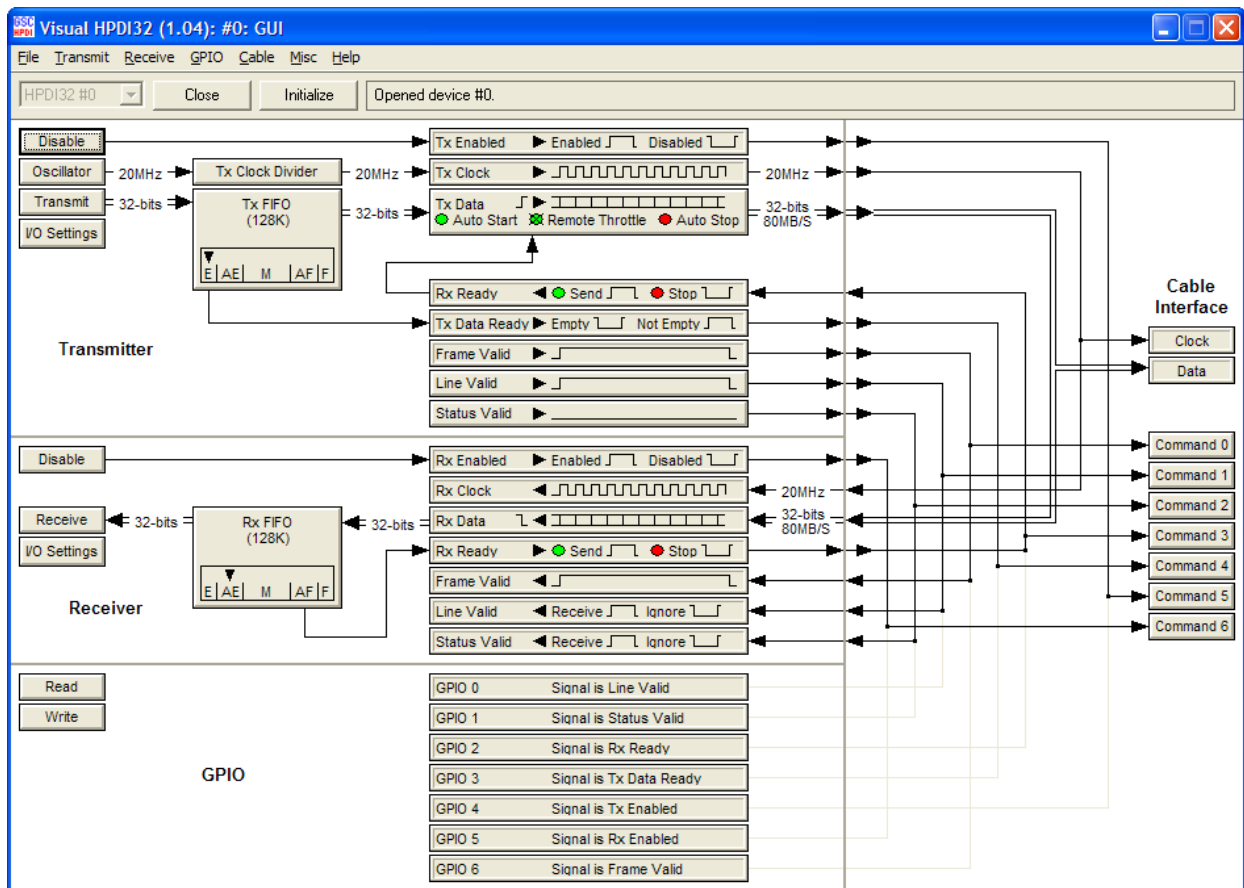 GSC HPDI Visual HPDI32 (1.04): #0: GUI
File Transmit Receive GPIO Cable Misc Help
HPDI32 #0 Close Initialize Opened device #0.
Disable Tx Enabled Enabled Disabled
Oscillator 20MHz Tx Clock Divider 20MHz Tx Clock 20MHz
Transmit 32-bits Tx FIFO
(128K) 32-bits Tx Data
Auto Start Remote Throttle Auto Stop
32-bits
80MB/S
I/O Settings
E AE M AF F
Rx Ready Send Stop
Tx Data Ready Empty Not Empty
Transmitter
Frame Valid
Line Valid
Status Valid
Cable
Interface
Clock
Data
Disable Rx Enabled Enabled Disabled
Rx Clock 20MHz
Receive 32-bits Rx FIFO
(128K) 32-bits Rx Data
32-bits
80MB/S
I/O Settings
Rx Ready Send Stop
E AE M AF F
Receiver
Frame Valid
Line Valid Receive Ignore
Status Valid Receive Ignore
Command 0
Command 1
Command 2
Command 3
Command 4
Command 5
Command 6
Read
Write
GPIO
GPIO 0 Signal is Line Valid
GPIO 1 Signal is Status Valid
GPIO 2 Signal is Rx Ready
GPIO 3 Signal is Tx Data Ready
GPIO 4 Signal is Tx Enabled
GPIO 5 Signal is Rx Enabled
GPIO 6 Signal is Frame Valid